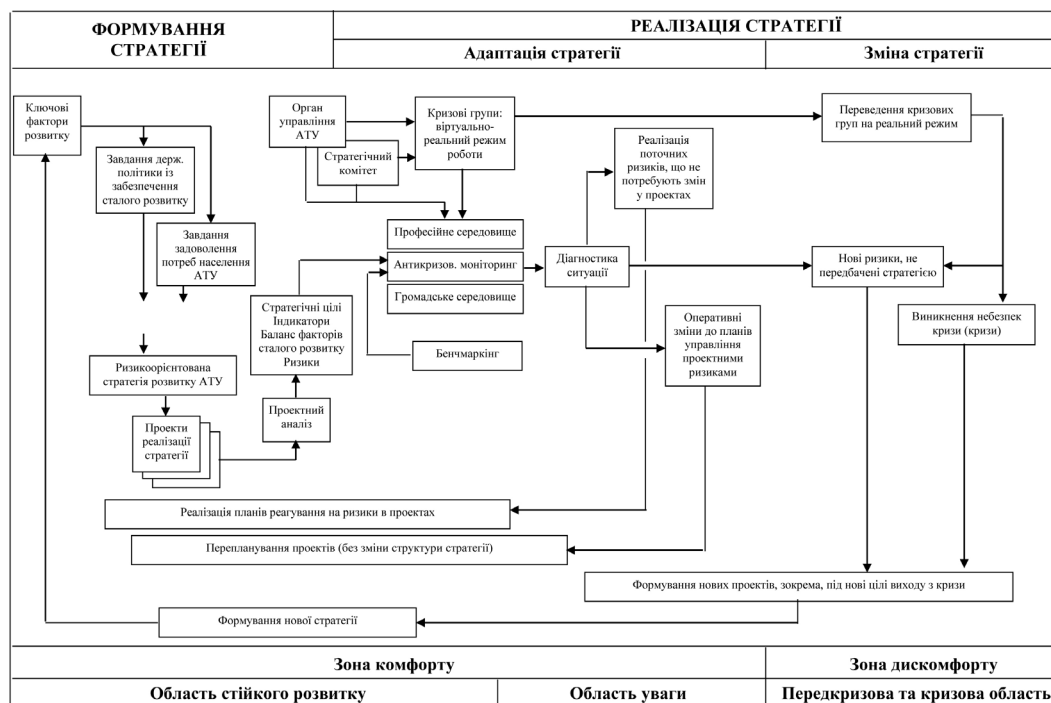 ФОРМУВАННЯ
СТРАТЕГІЇ
РЕАЛІЗАЦІЯ СТРАТЕГІЇ
Адаптація стратегії
Зміна стратегії
Ключові
фактори
розвитку
Завдання держ.
політики із
забезпечення
сталого розвитку
Завдання
задоволення
потреб населення
АТУ
Ризикоорієнтована
стратегія розвитку АТУ
Проекти
реалізації
стратегії
Орган
управління
АТУ
Стратегічний
комітет
Кризові групи:
віртуально-
реальний режим
роботи
Професійне середовище
Антикризов. моніторинг
Громадське середовище
Бенчмаркінг
Стратегічні цілі
Індикатори
Баланс факторів
сталого розвитку
Ризики
Проектний
аналіз
Діагностика
ситуації
Реалізація
поточних
ризиків, що не
потребують змін
у проектах
Оперативні
зміни до планів
управління
проектними
ризиками
Переведення кризових
груп на реальний режим
Нові ризики, не
передбачені стратегією
Виникнення небезпек
кризи (кризи)
Реалізація планів реагування на ризики в проектах
Перепланування проектів (без зміни структури стратегії)
Формування нових проектів, зокрема, під нові цілі виходу з кризи
Формування нової стратегії
Зона комфорту
Зона дискомфорту
Область стійкого розвитку
Область уваги
Передкризова та кризова область